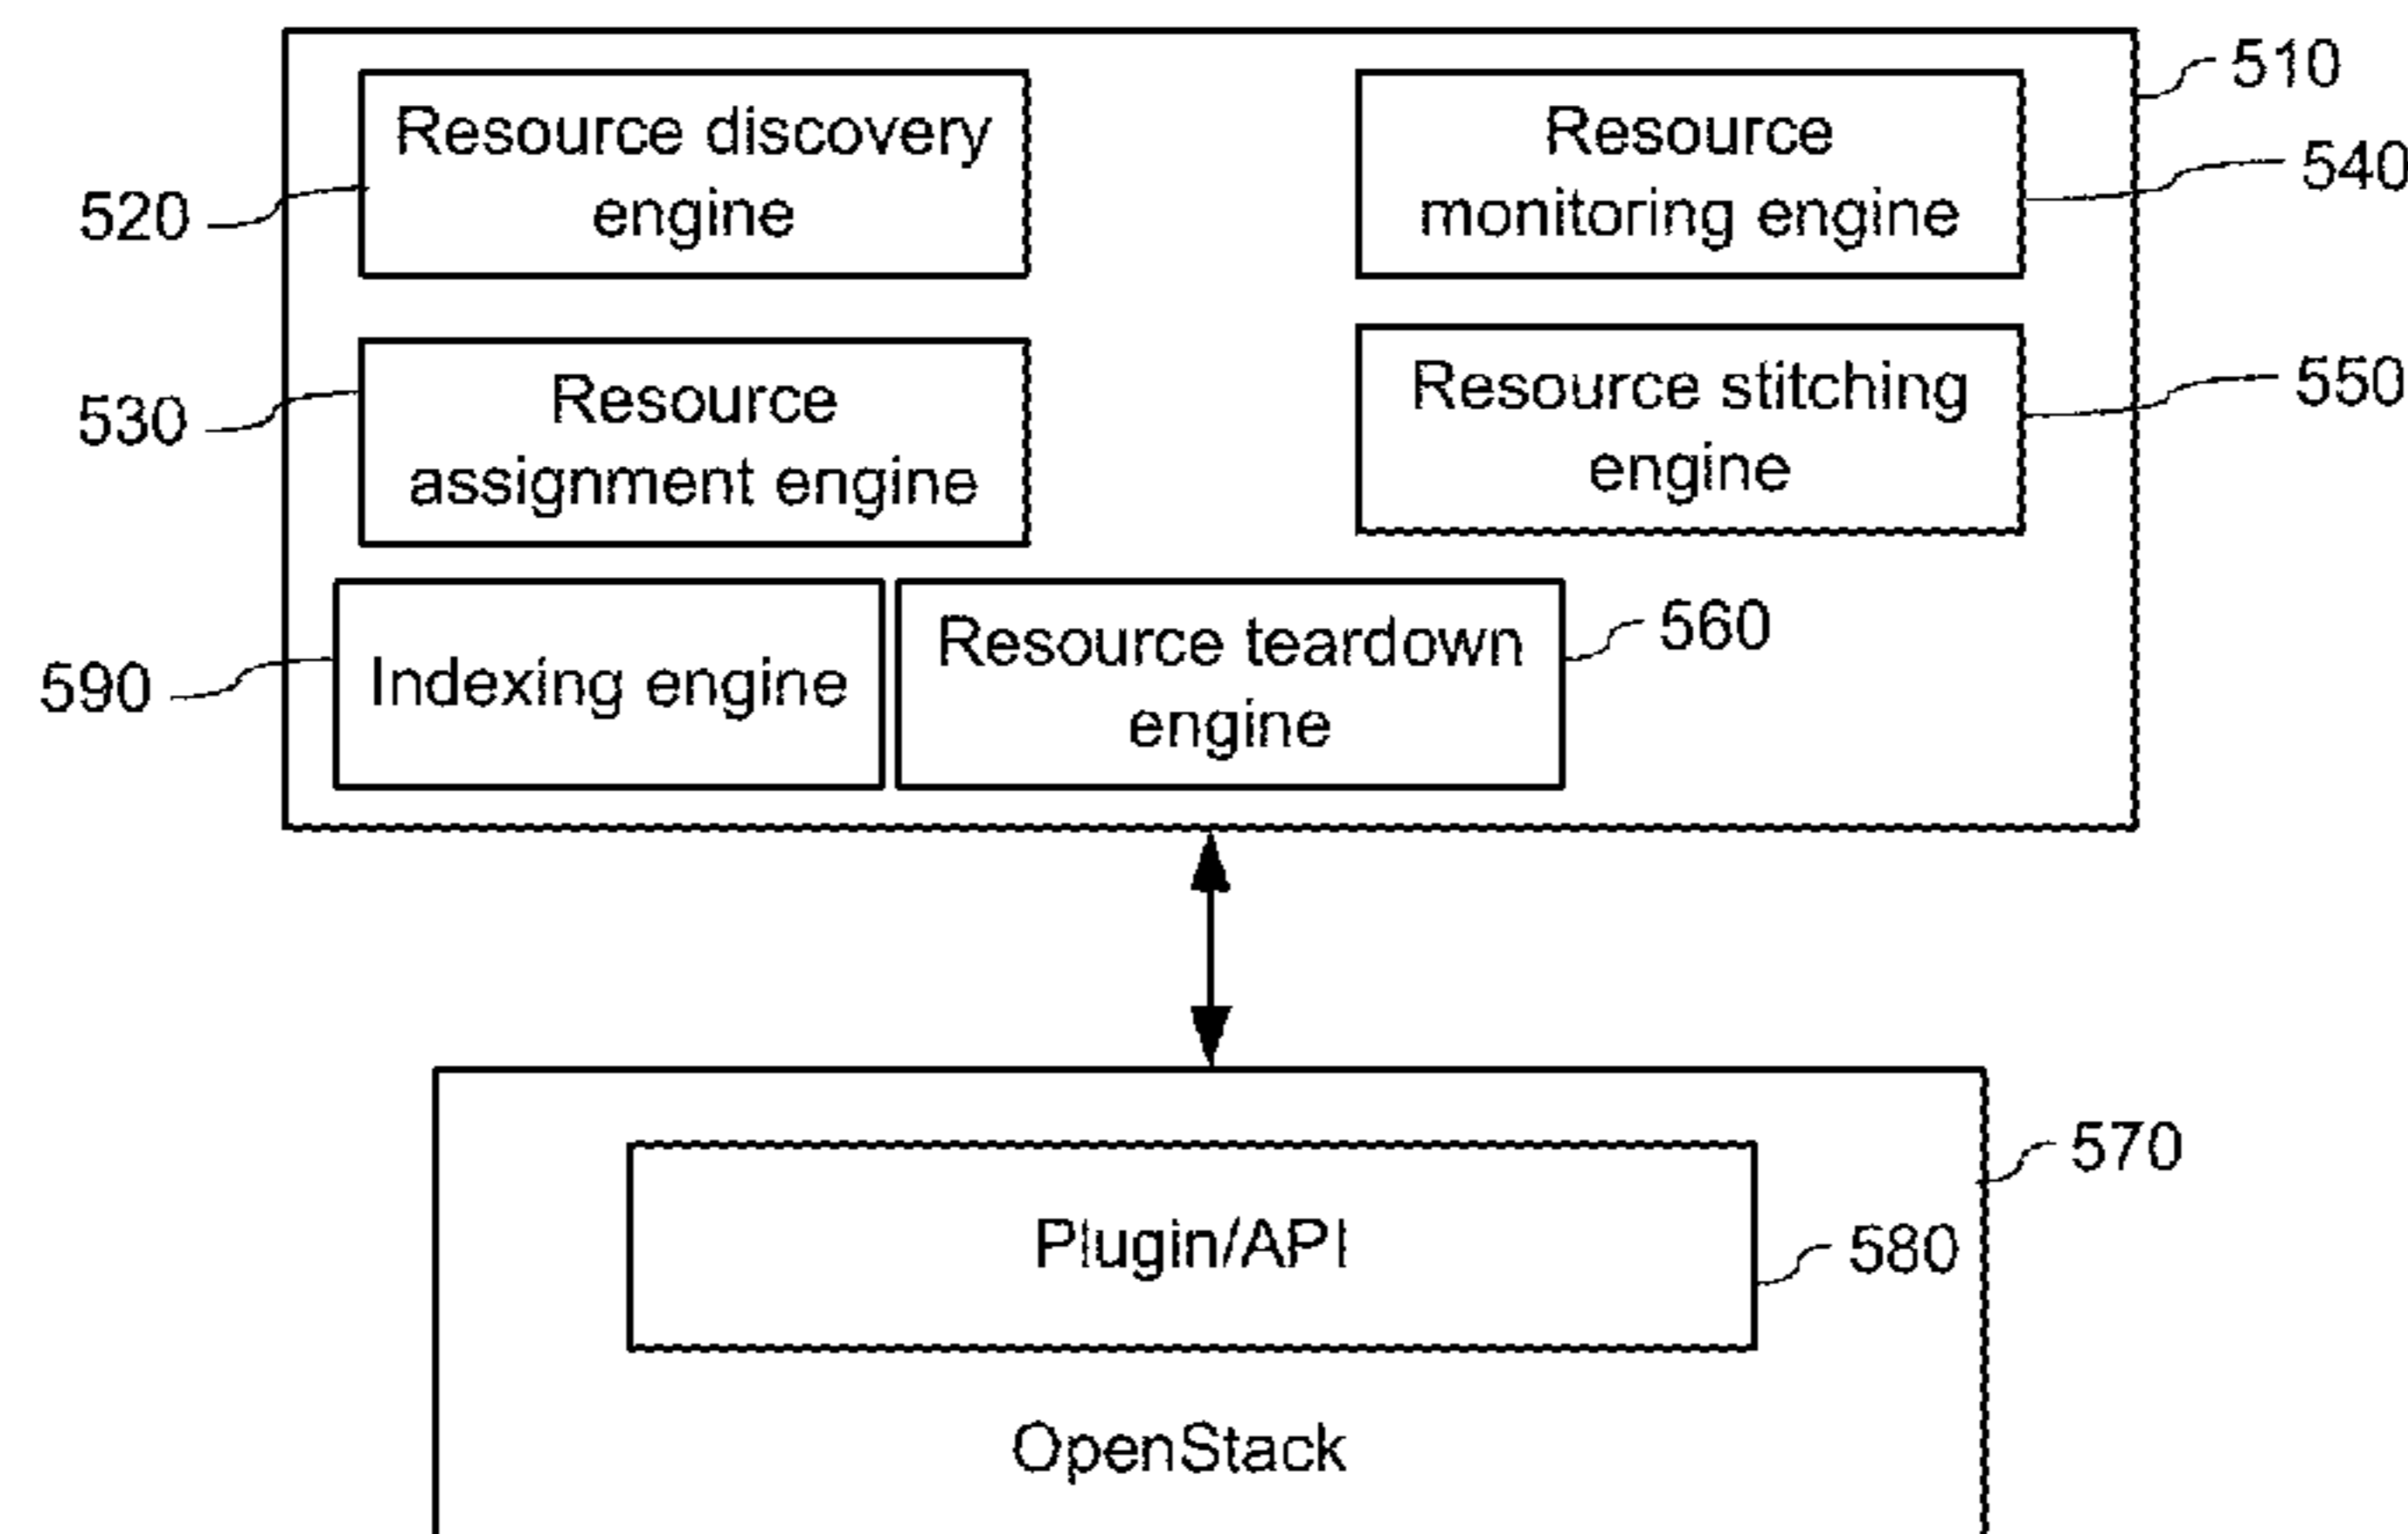 510
Resource discovery
engine
520
Resource
monitoring engine
540
Resource
assignment engine
530
Resource stitching
engine
550
Indexing engine
590
Resource teardown
engine
560
570
Plugin/API
580
OpenStack